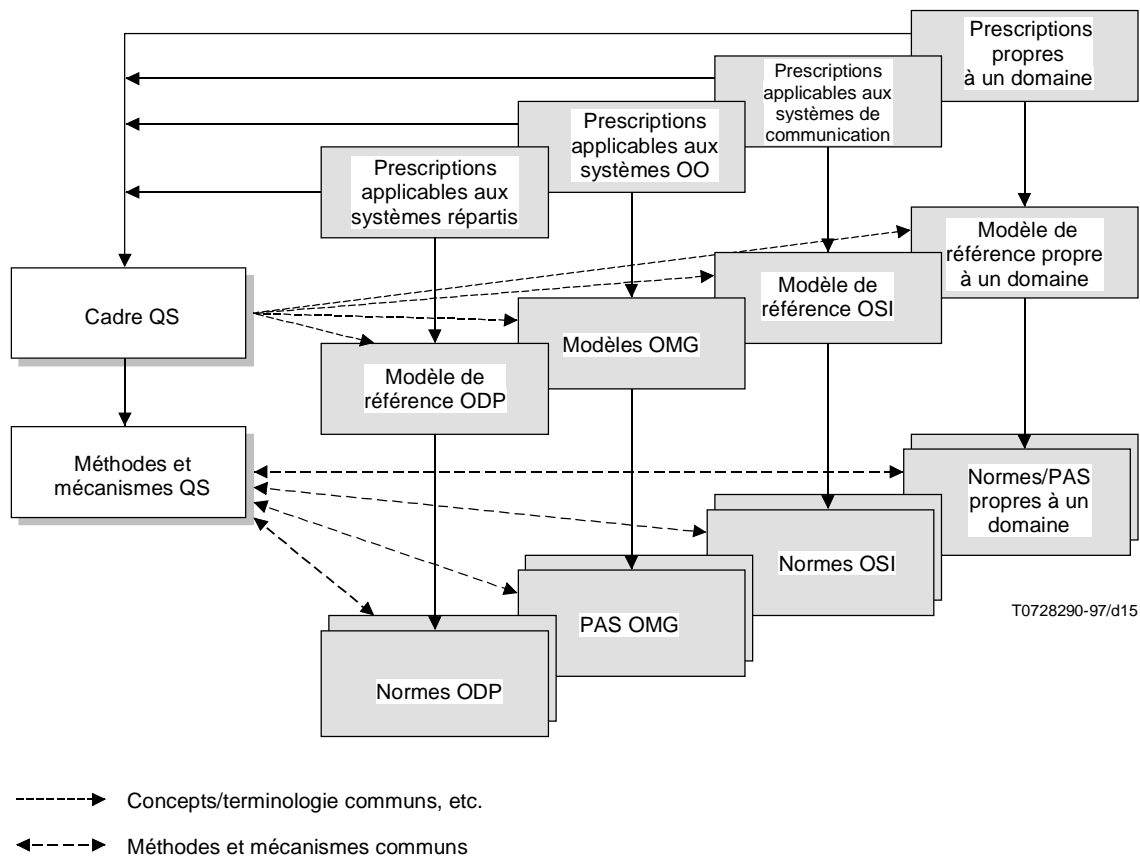 Prescriptions
propres
à un domaine
Prescriptions
applicables aux
systèmes de
communication
Prescriptions
applicables aux
systèmes OO
Prescriptions
applicables aux
systèmes répartis
Modèle de
référence propre
à un domaine
Cadre QS
Modèle de
référence OSI
Modèles OMG
Modèle de
référence ODP
Méthodes et
mécanismes QS
Normes/PAS
propres à un
domaine
Normes OSI
T0728290-97/d15
PAS OMG
Normes ODP
Concepts/terminologie communs, etc.
Méthodes et mécanismes communs